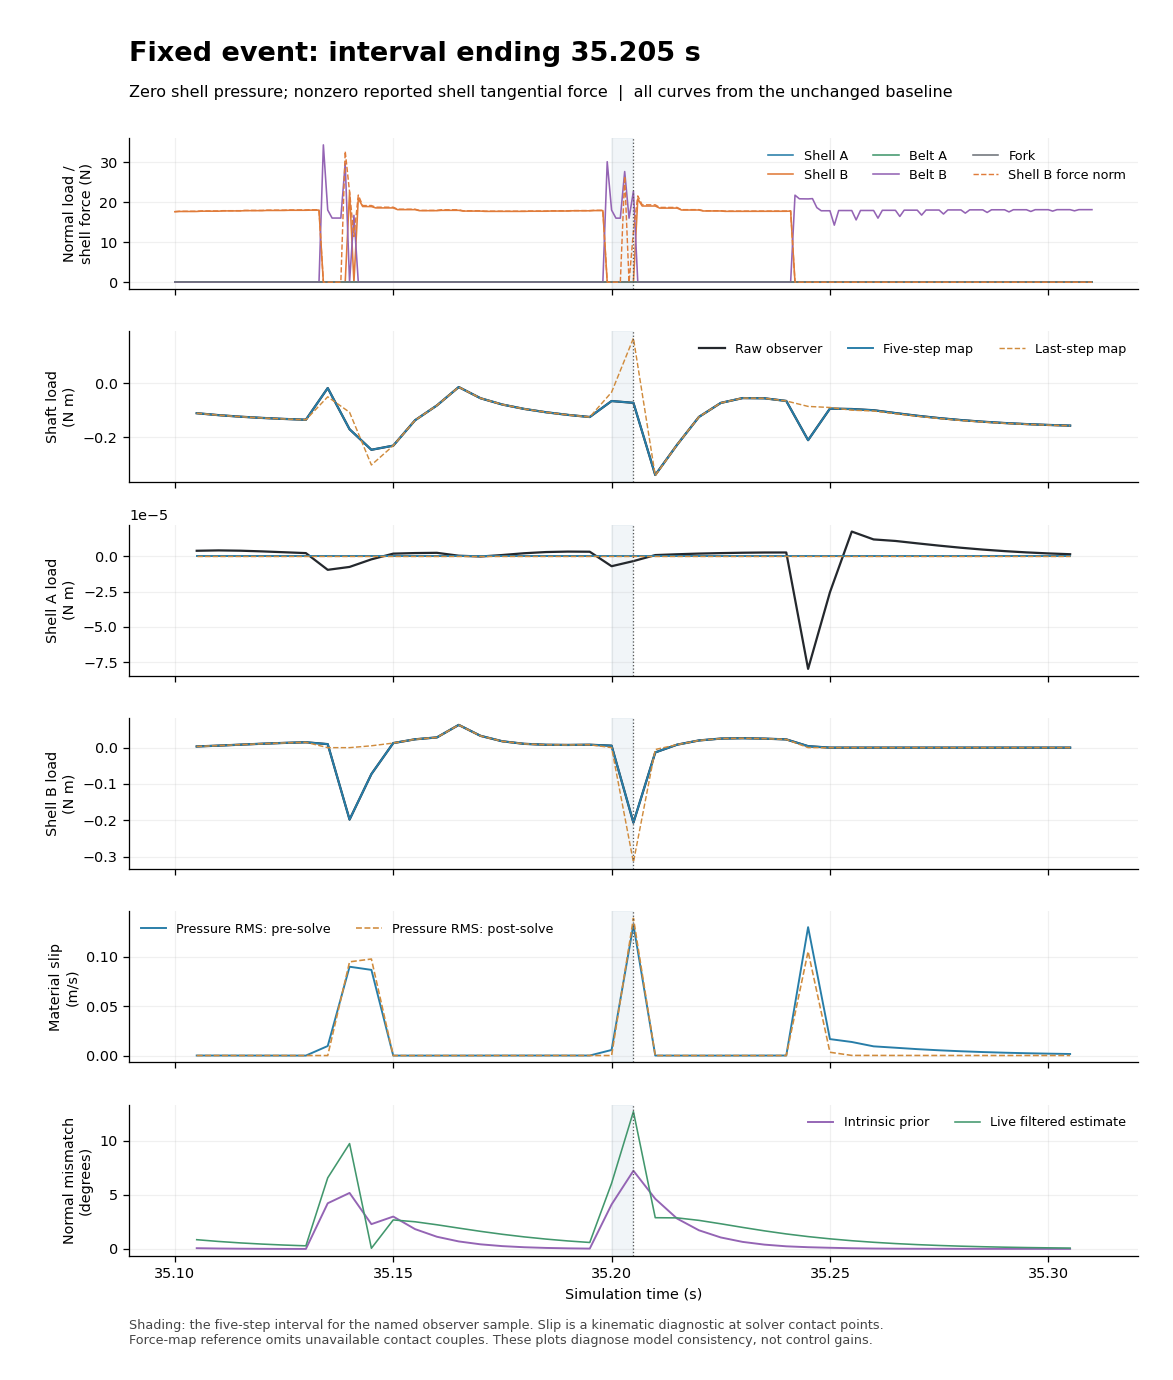 Fixed event: interval ending 35.205 s
Zero shell pressure; nonzero reported shell tangential force | all curves from the unchanged baseline
Normal load /
shell force (N)
30
20
10
0
Shell A
Belt A
Fork
Shell B
Belt B
Shell B force norm
Shaft load
(N m)
0.0
−0.2
Raw observer
Five-step map
Last-step map
1e−5
Shell A load
(N m)
0.0
−2.5
−5.0
−7.5
Shell B load
(N m)
0.0
−0.1
−0.2
−0.3
Material slip
(m/s)
0.10
0.05
0.00
Pressure RMS: pre-solve
Pressure RMS: post-solve
Normal mismatch
(degrees)
10
5
0
Intrinsic prior
Live filtered estimate
35.10
35.15
35.20
35.25
35.30
Simulation time (s)
Shading: the five-step interval for the named observer sample. Slip is a kinematic diagnostic at solver contact points.
Force-map reference omits unavailable contact couples. These plots diagnose model consistency, not control gains.